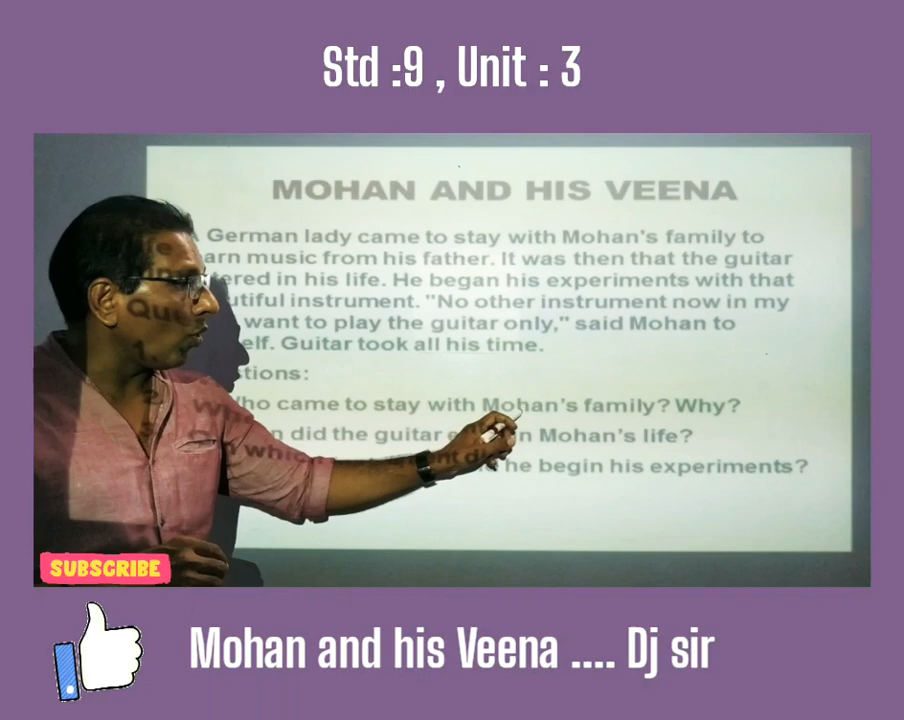 Std :9 , Unit : 3
MOHAN AND HIS VEENA
German lady came to stay with Mohan's family to
arn music from his father. It was then that the guitar
ered in his life. He began his experiments with that
utiful instrument. "No other instrument now in my
want to play the guitar only," said Mohan to
elf. Guitar took all his time.
tions:
ho came to stay with Mohan's family? Why?
n did the guitar n Mohan's life?
which he begin his experiments?
SUBSCRIBE
Mohan and his Veena .... Dj sir